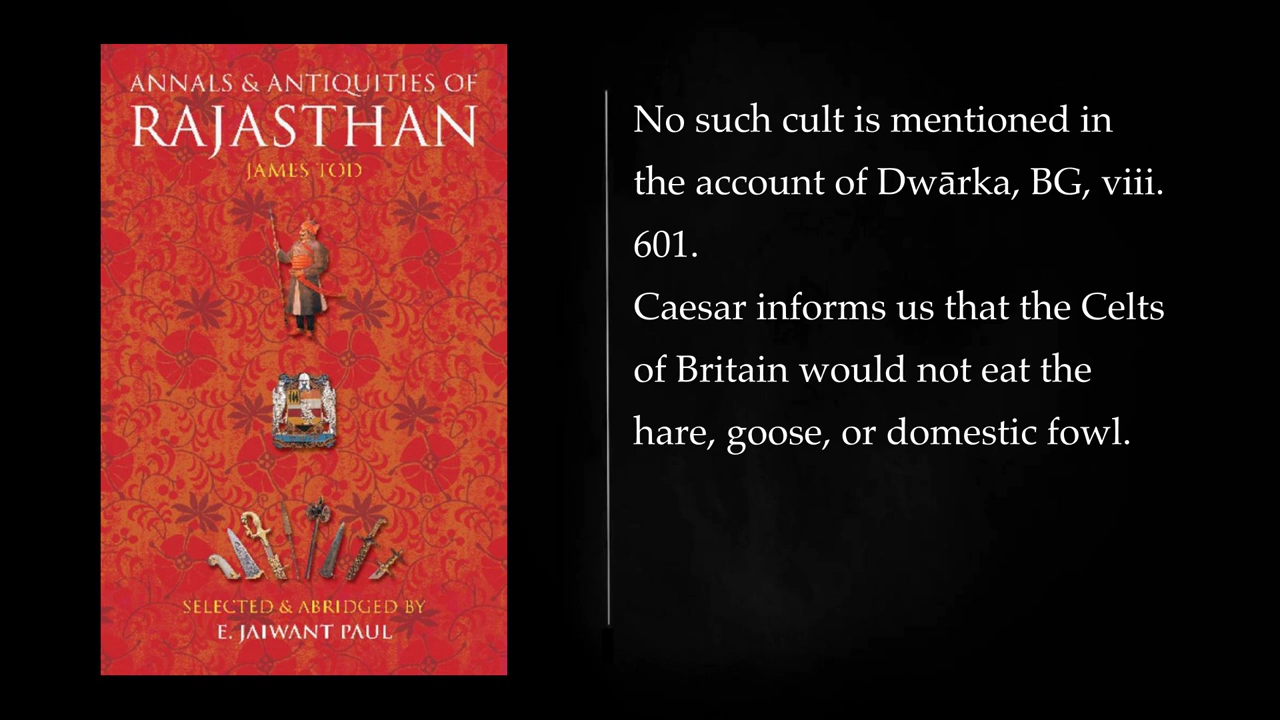 ANNALS & ANTIQUITIES OF
RAJASTHAN
JAMES TOD
SELECTED & ABRIDGED BY
E. JAIWANT PAUL
No such cult is mentioned in
the account of Dwārka, BG, viii.
601.
Caesar informs us that the Celts
of Britain would not eat the
hare, goose, or domestic fowl.